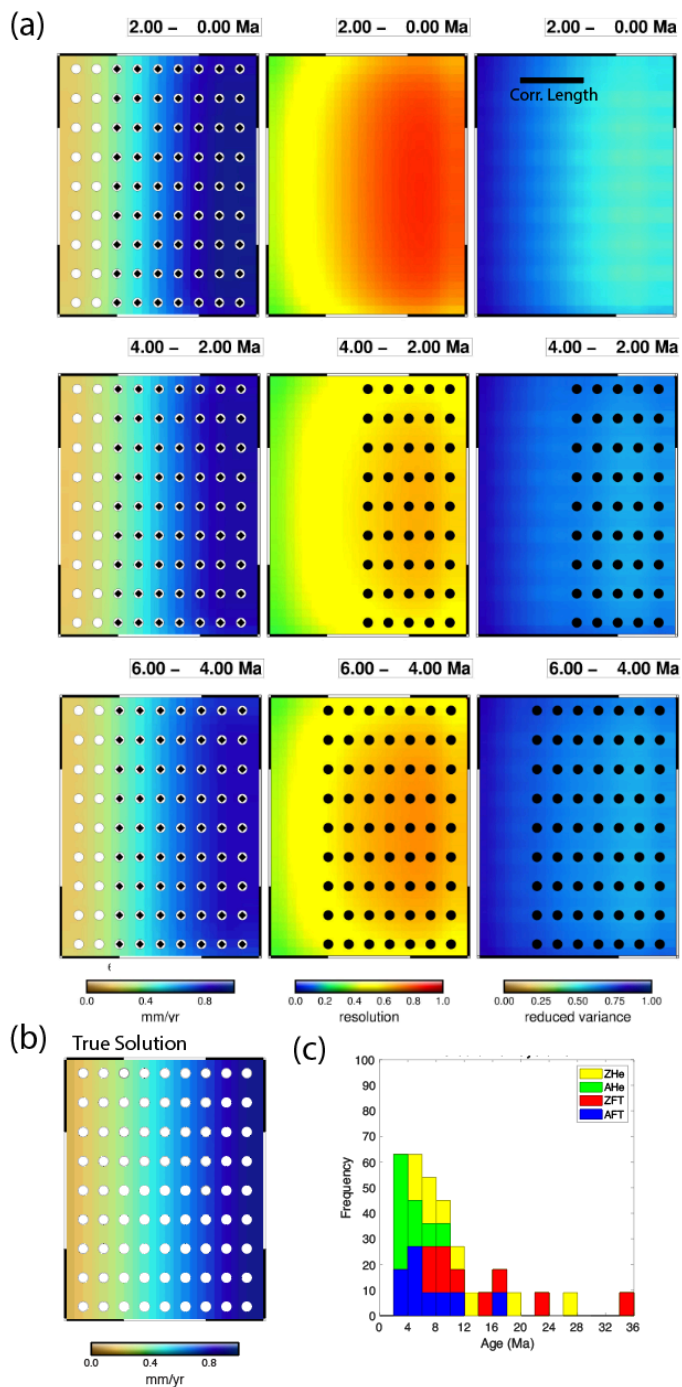 (a)
2.00 – 0.00 Ma
2.00 – 0.00 Ma
2.00 – 0.00 Ma
Corr. Length
4.00 – 2.00 Ma
4.00 – 2.00 Ma
4.00 – 2.00 Ma
6.00 – 4.00 Ma
6.00 – 4.00 Ma
6.00 – 4.00 Ma
0.0 0.4 0.8
mm/yr
0.0 0.2 0.4 0.6 0.8 1.0
resolution
0.00 0.25 0.50 0.75 1.00
reduced variance
(b)
True Solution
0.0 0.4 0.8
mm/yr
(c)
100
90
80
70
60
50
40
30
20
10
0
Frequency
ZHe
AHe
ZFT
AFT
0 4 8 12 16 20 24 28 32 36
Age (Ma)